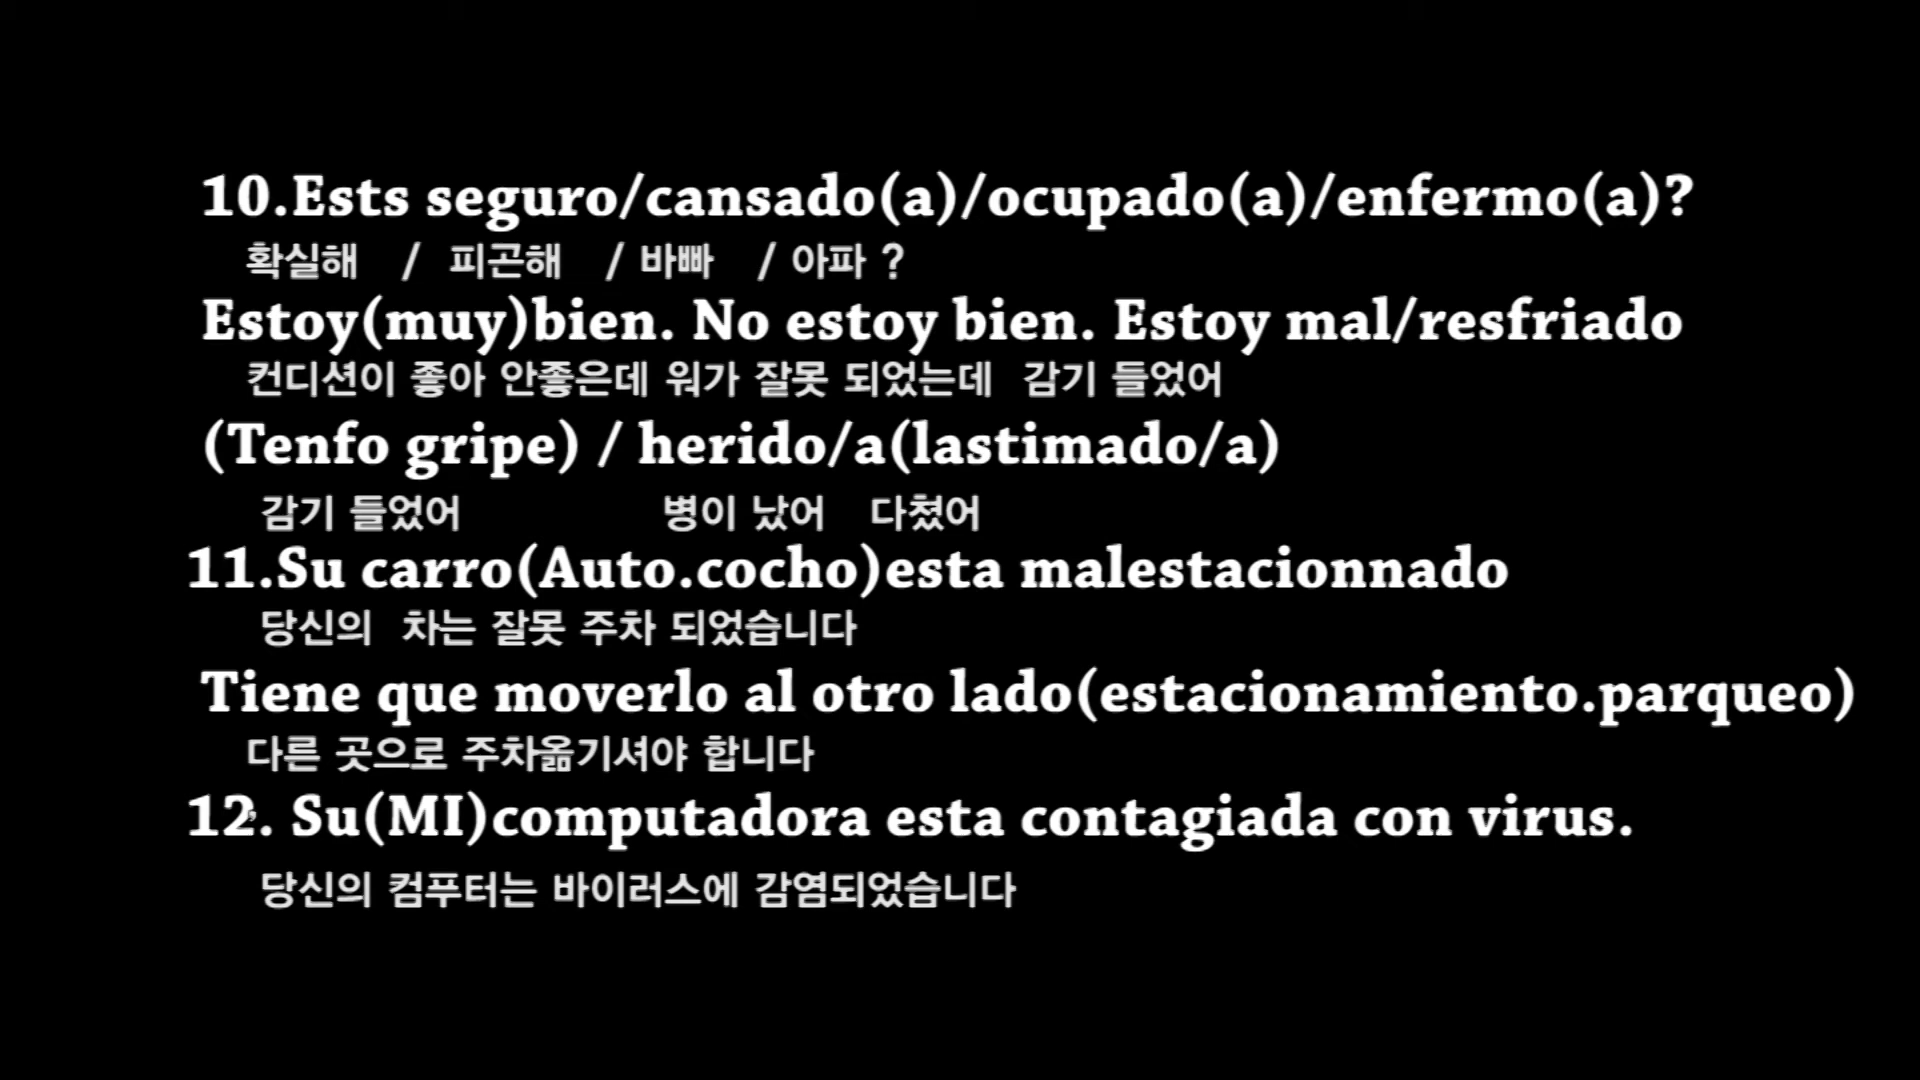 10.Ests seguro/cansado(a)/ocupado(a)/enfermo(a)?
확실해 / 피곤해 / 바빠 / 아파 ?
Estoy(muy)bien. No estoy bien. Estoy mal/resfriado
컨디션이 좋아 안좋은데 워가 잘못 되었는데 감기 들었어
(Tenfo gripe) / herido/a(lastimado/a)
감기 들었어 병이 났어 다쳤어
11.Su carro(Auto.cocho)esta malestacionnado
당신의 차는 잘못 주차 되었습니다
Tiene que moverlo al otro lado(estacionamiento.parqueo)
다른 곳으로 주차옮기셔야 합니다
12. Su(MI)computadora esta contagiada con virus.
당신의 컴푸터는 바이러스에 감염되었습니다